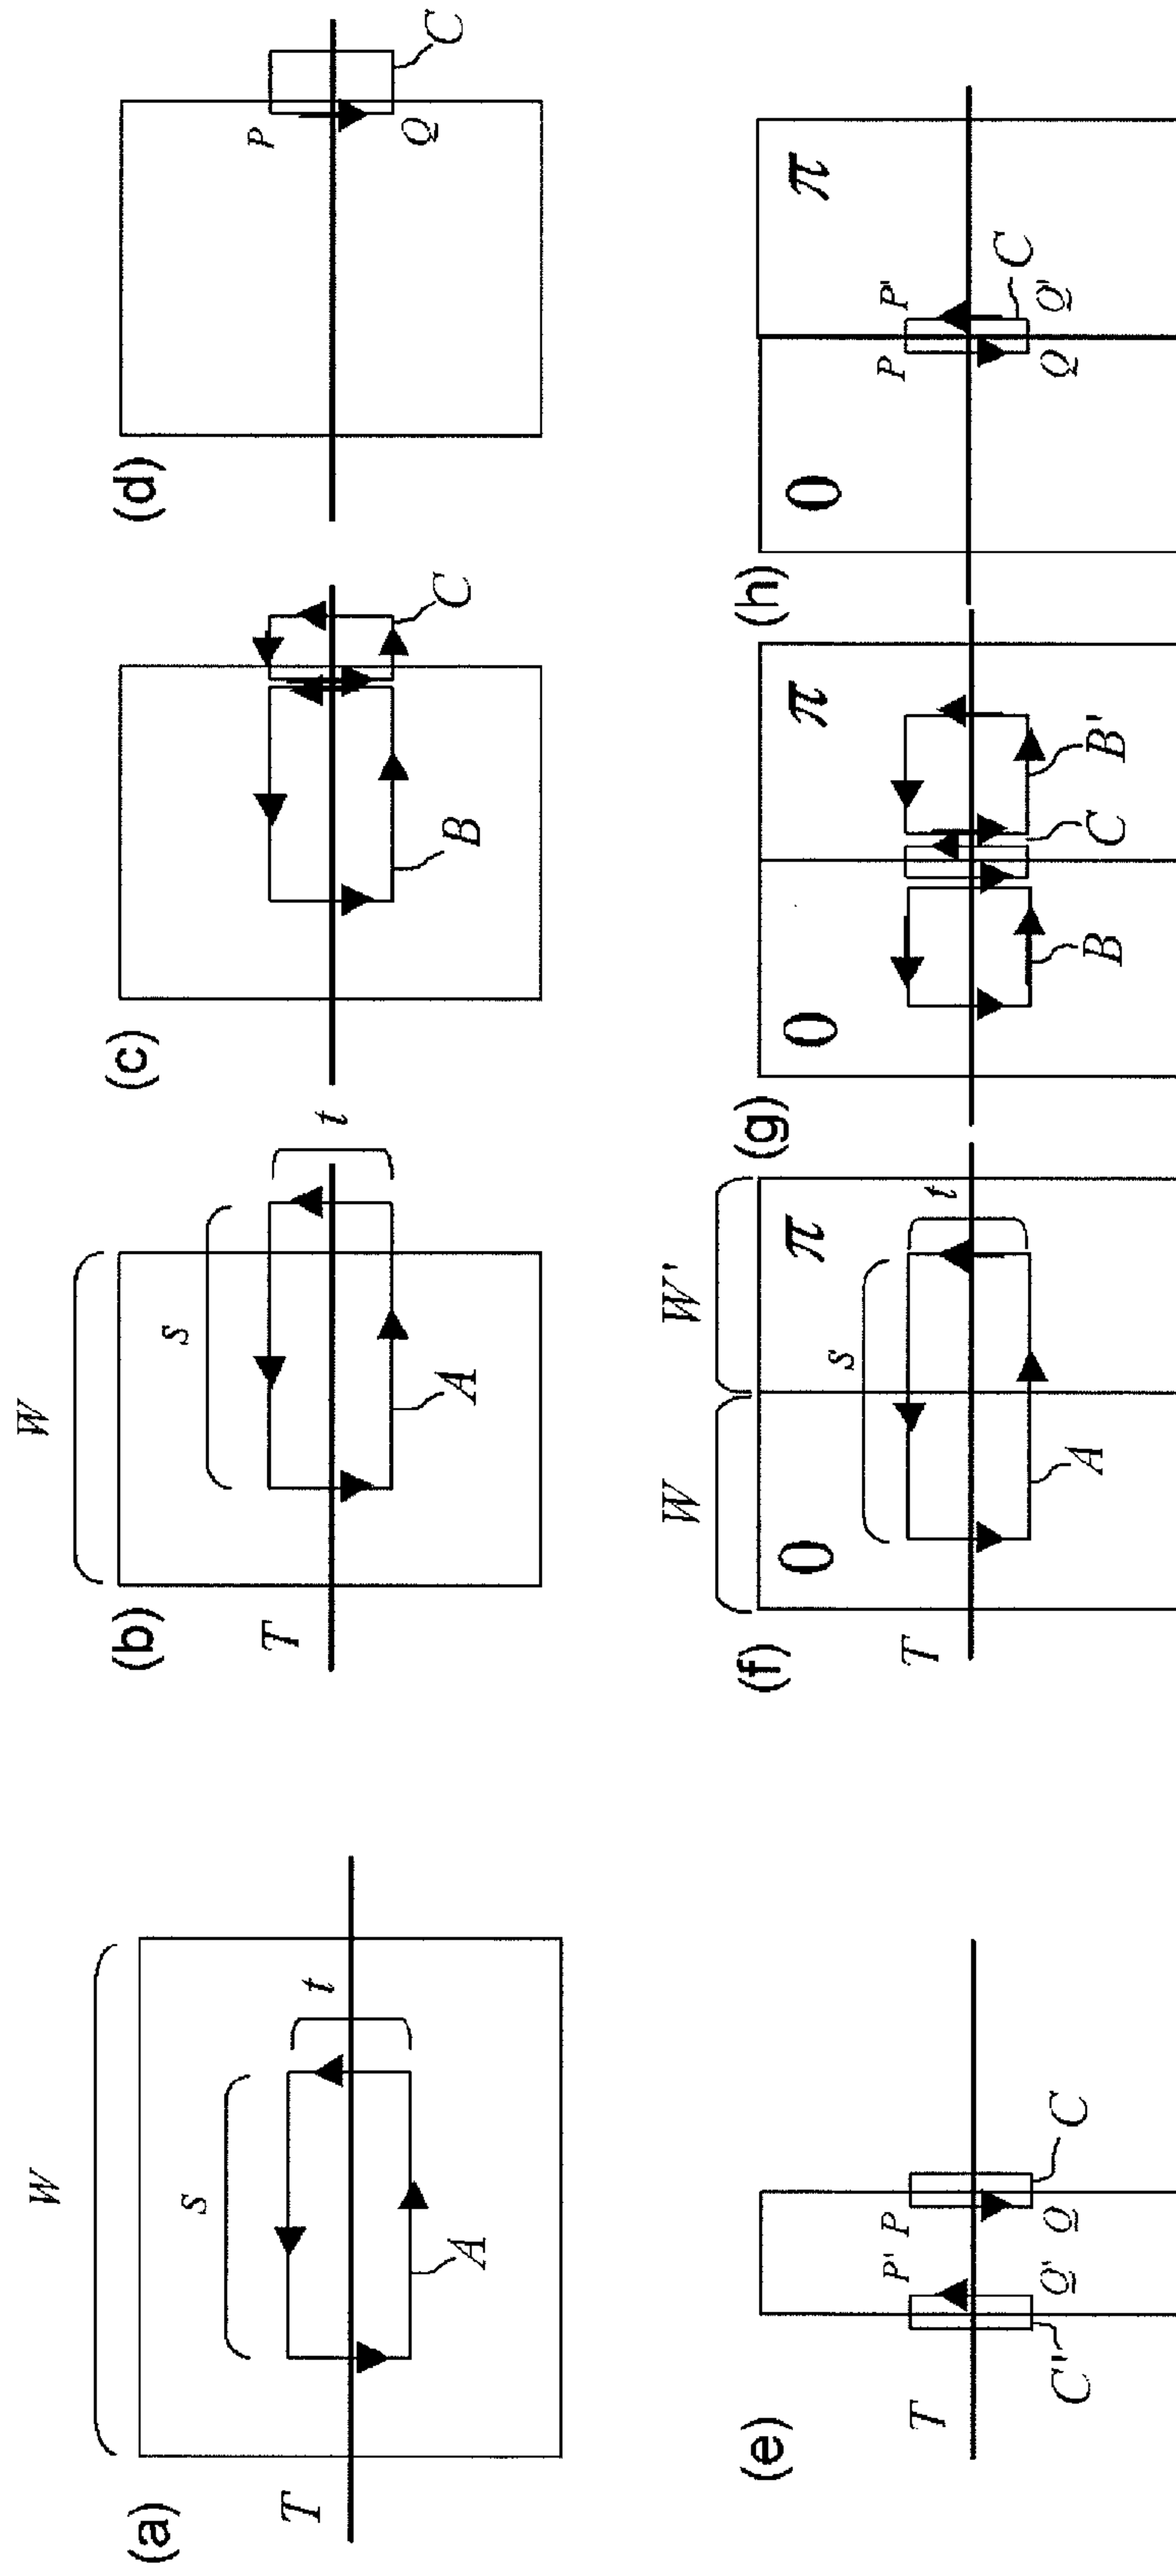 (a)
W
s
t
T
A
(b)
W
s
t
T
A
(c)
B
C
(d)
P
Q
C
(e)
T
P' P
Q' Q
C' C
(f)
W W'
0 π
s
t
T
A
(g)
0 π
B C B'
(h)
0 π
P P'
Q Q'
C